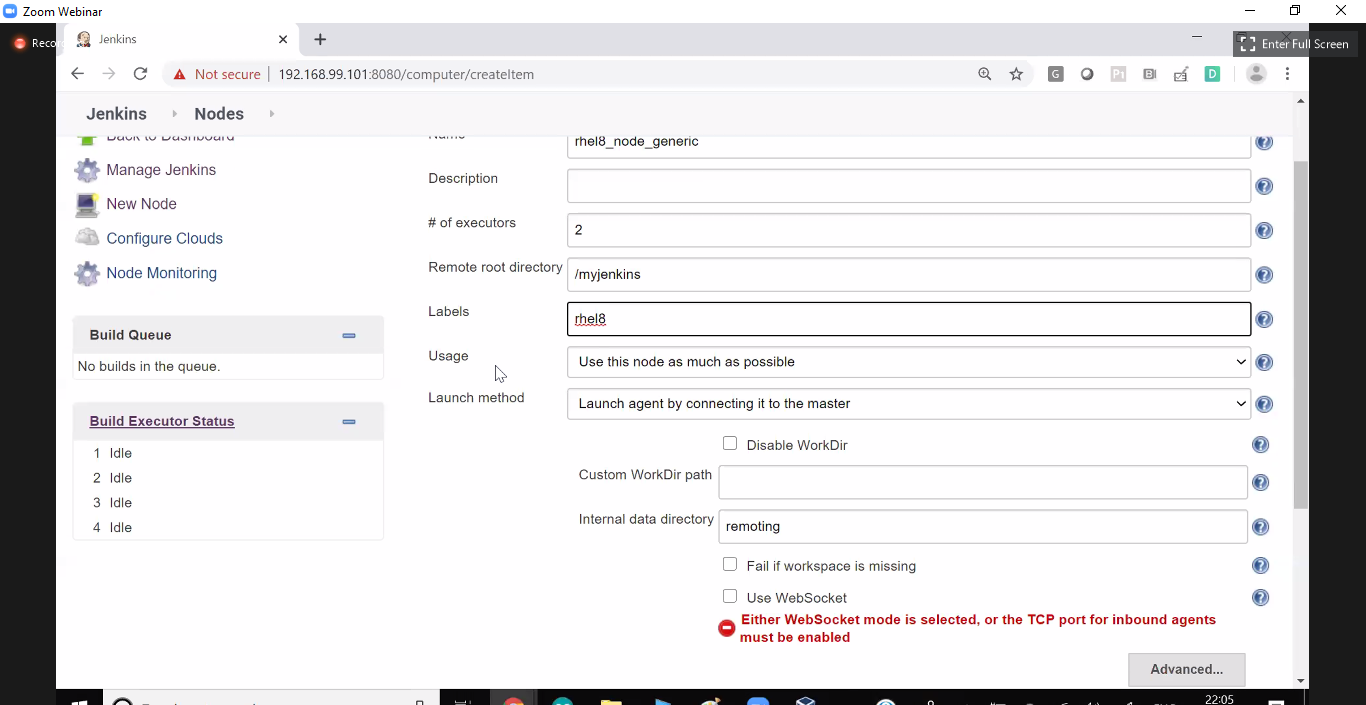 Zoom Webinar
Jenkins
Enter Full Screen
Not secure
192.168.99.101:8080/computer/createItem
Jenkins
Nodes
Back to Dashboard
Name
rhel8_node_generic
Manage Jenkins
Description
New Node
# of executors
2
Configure Clouds
Remote root directory
/myjenkins
Node Monitoring
Labels
rhel8
Build Queue
Usage
Use this node as much as possible
No builds in the queue.
Launch method
Launch agent by connecting it to the master
Build Executor Status
Disable WorkDir
1 Idle
Custom WorkDir path
2 Idle
3 Idle
Internal data directory
remoting
4 Idle
Fail if workspace is missing
Use WebSocket
Either WebSocket mode is selected, or the TCP port for inbound agents
must be enabled
Advanced...
22:05